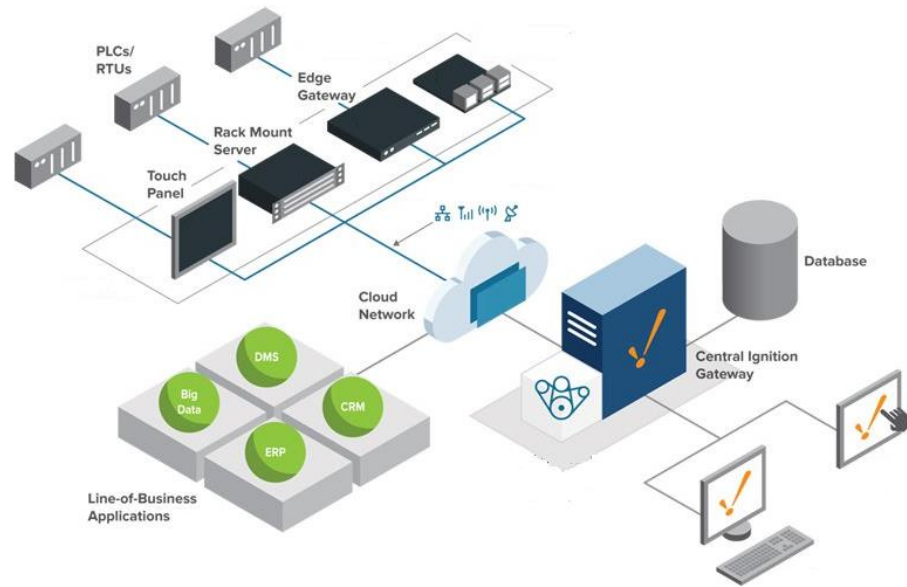 PLCs/
RTUs
Edge
Gateway
Rack Mount
Server
Touch
Panel
Cloud
Network
Database
Central Ignition
Gateway
DMS
Big
Data
CRM
ERP
Line-of-Business
Applications